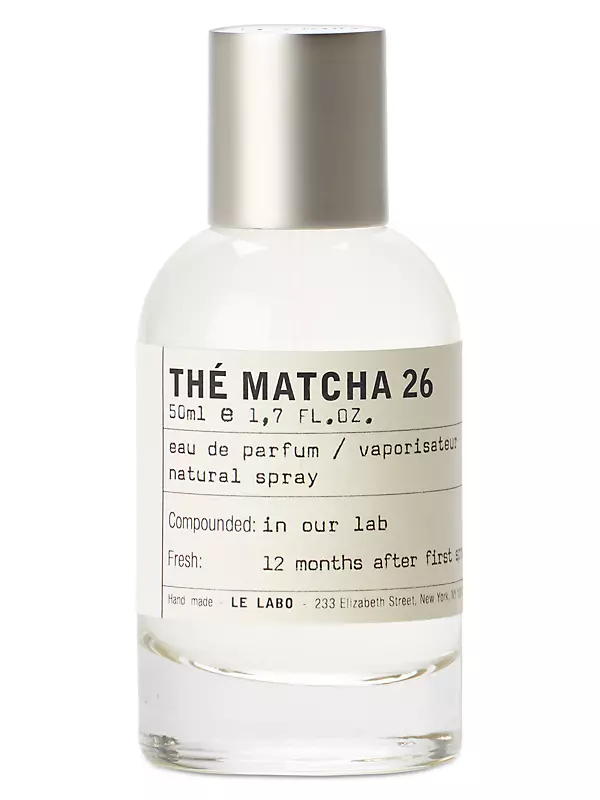 THÉ MATCHA 26
50ml e 1,7 FL.OZ.
eau de parfum / vaporisateur
natural spray
Compounded: in our lab
Fresh: 12 months after first
Hand made - LE LABO - 233 Elizabeth Street, New York, NY